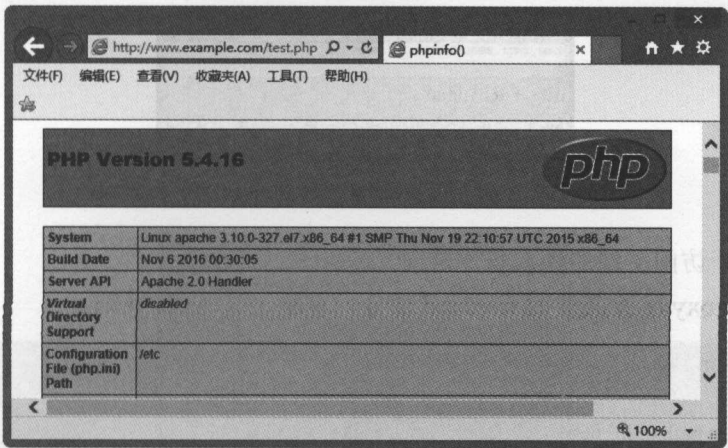 http://www.example.com/test.php
phpinfo()
文件(F) 编辑(E) 查看(V) 收藏夹(A) 工具(T) 帮助(H)
PHP Version 5.4.16
php
System Linux apache 3.10.0-327.el7.x86_64 #1 SMP Thu Nov 19 22:10:57 UTC 2015 x86_64
Build Date Nov 6 2016 00:30:05
Server API Apache 2.0 Handler
Virtual Directory Support disabled
Configuration File (php.ini) Path /etc
100%